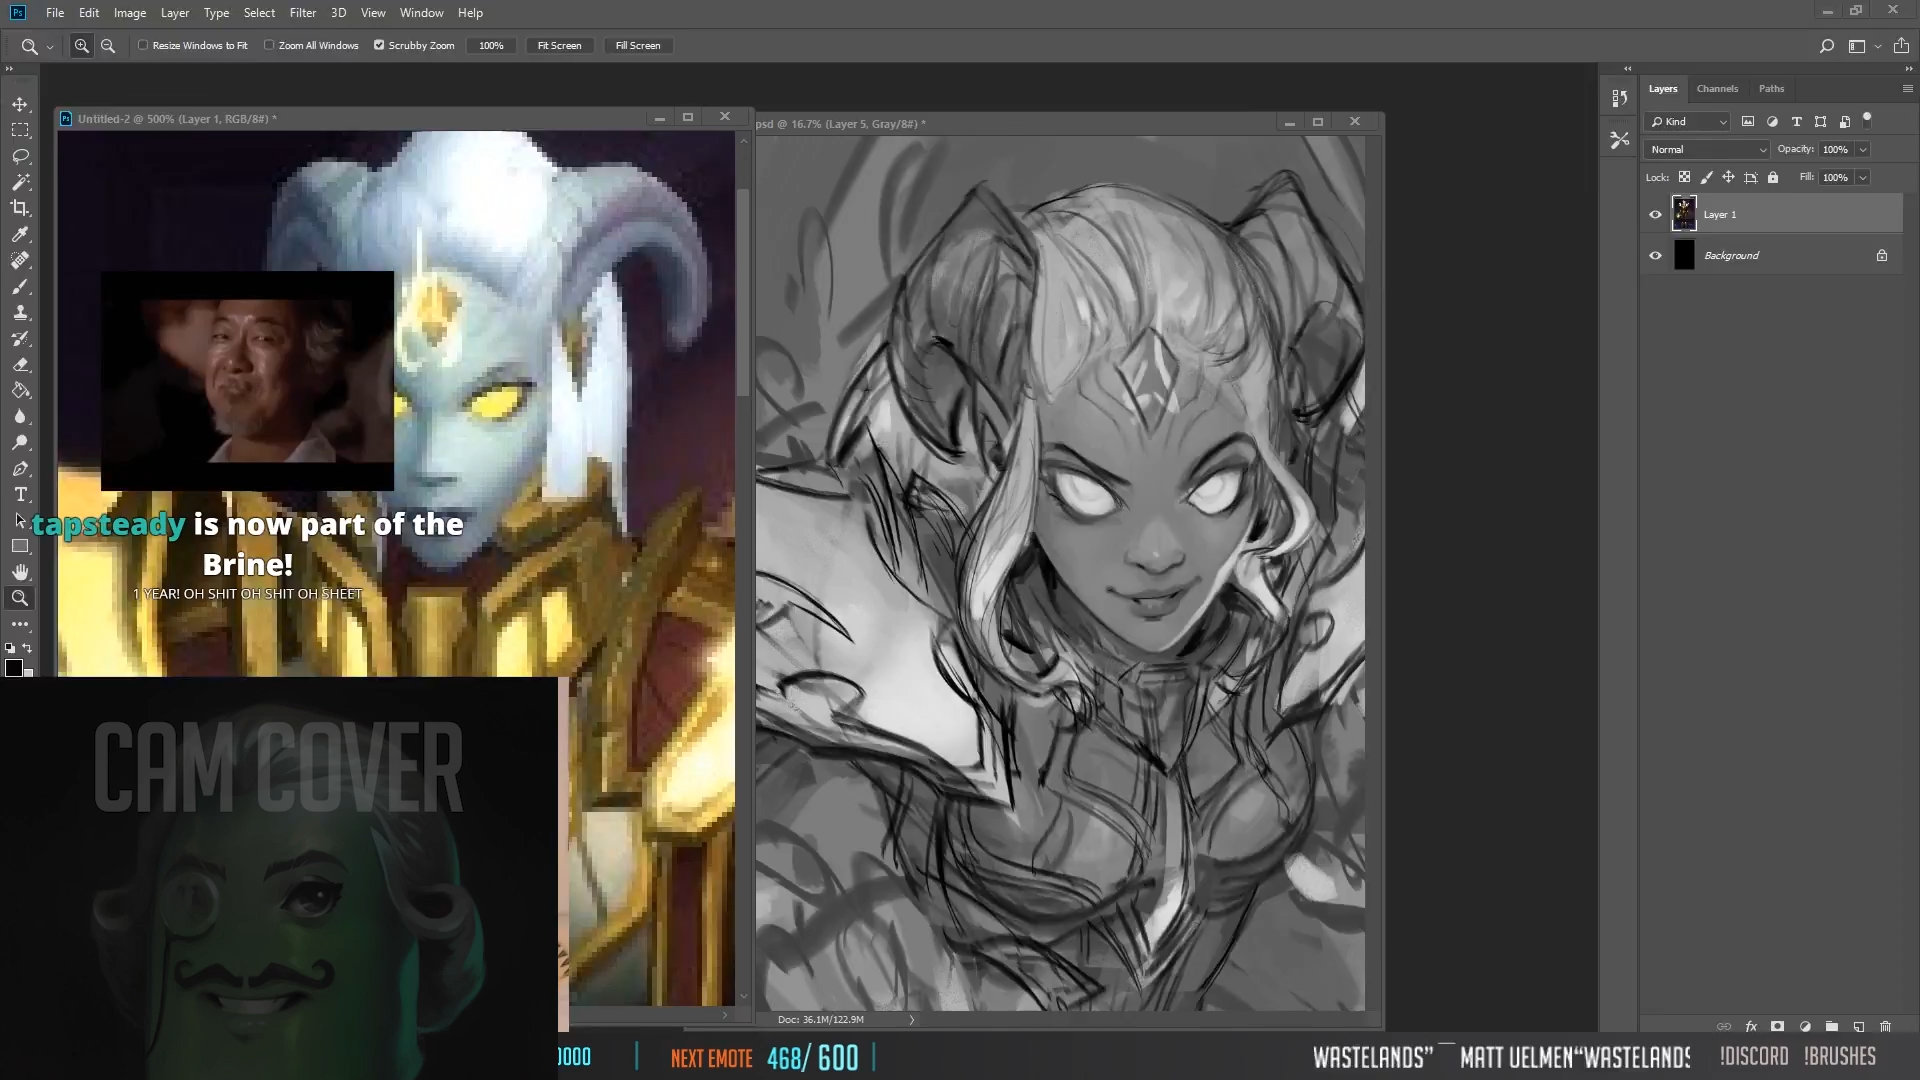 File Edit Image Layer Type Select Filter 3D View Window Help
Resize Windows to Fit Zoom All Windows Scrubby Zoom 100% Fit Screen Fill Screen
Layers Channels Paths
Untitled-2 @ 500% (Layer 1, RGB/8#) *
psd @ 16.7% (Layer 5, Gray/8#) *
Kind
Normal Opacity: 100%
Lock: Fill: 100%
Layer 1
Background
tapsteady is now part of the
Brine!
1 YEAR! OH SHIT OH SHIT OH SHEET
CAM COVER
Doc: 36.1M/122.9M
0000 | NEXT EMOTE 468/ 600 | WASTELANDS” MATT UELMEN “WASTELANDS !DISCORD !BRUSHES